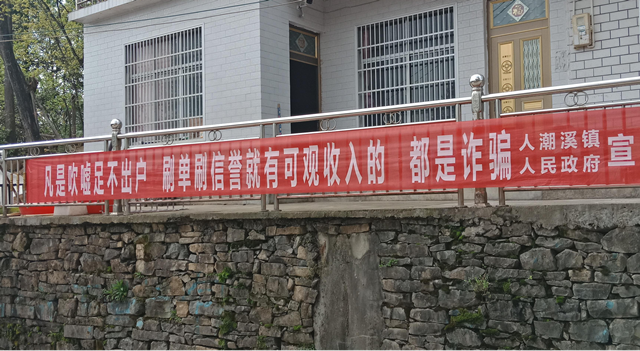 凡是吹嘘足不出户 刷单刷信誉就有可观收入的 都是诈骗
人潮溪镇
人民政府
宣